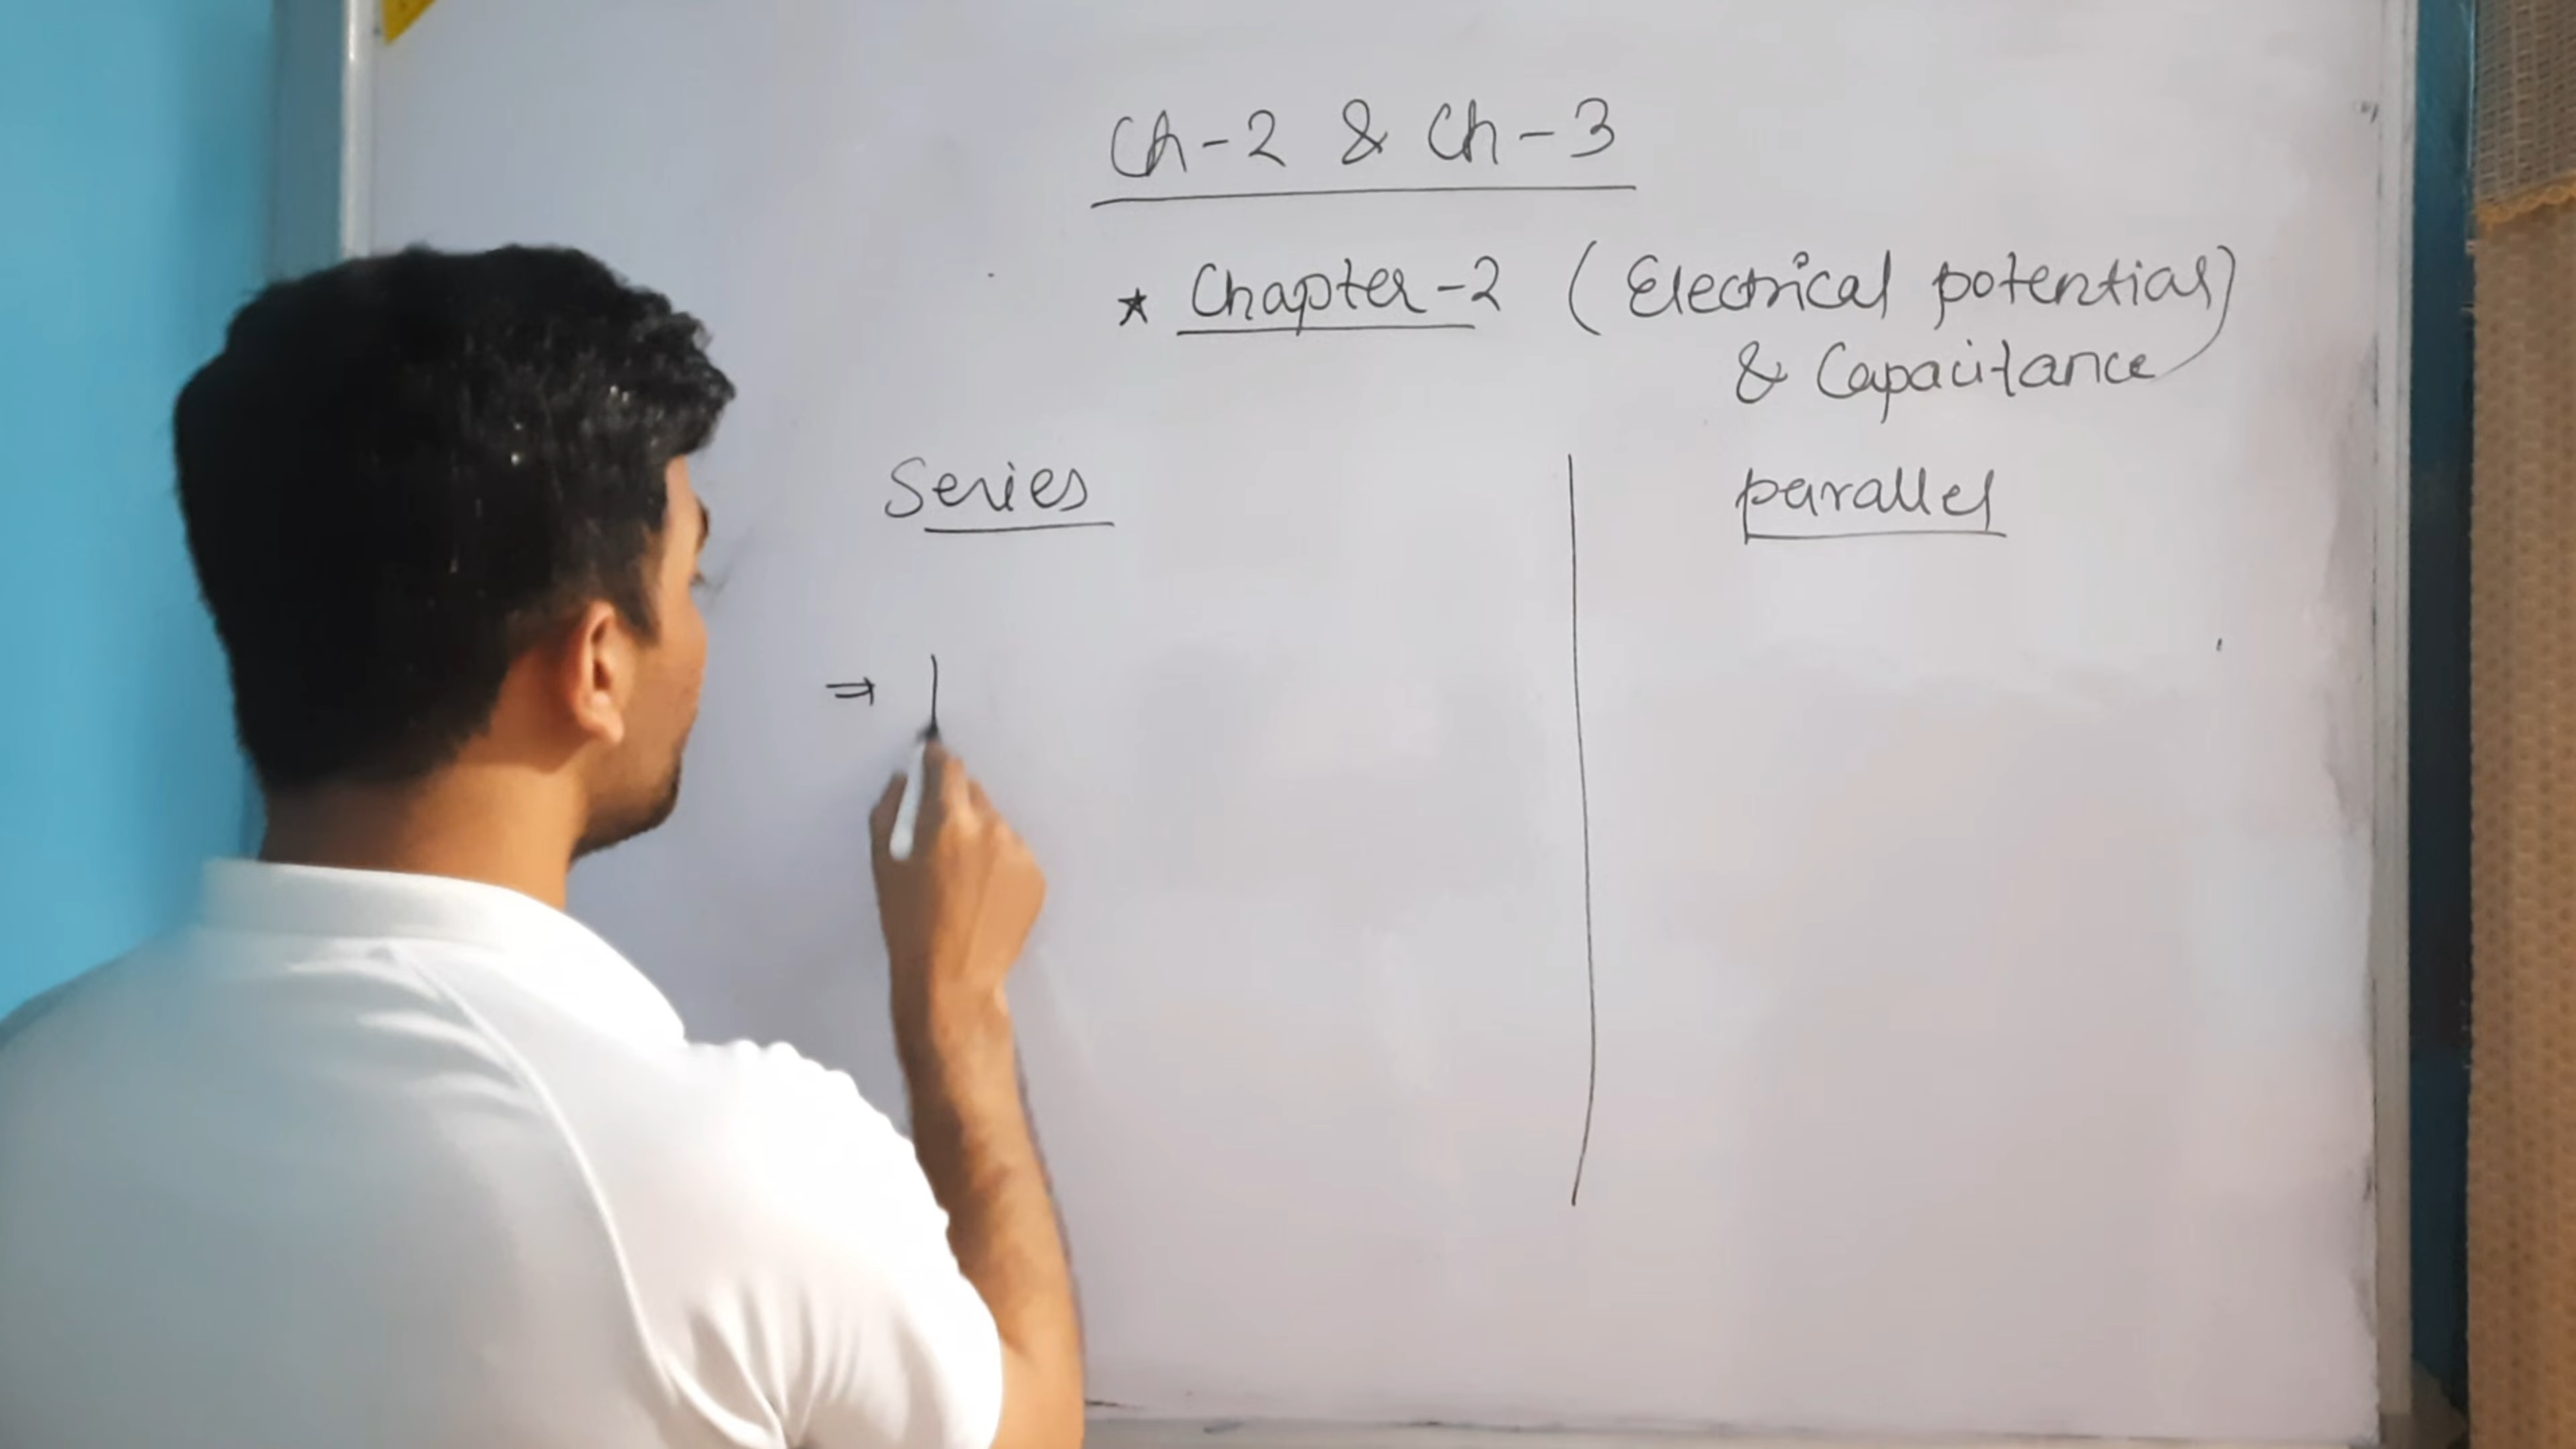 Ch-2 & Ch-3
★ Chapter-2 (Electrical potential)
& Capacitance
Series
parallel
⇒